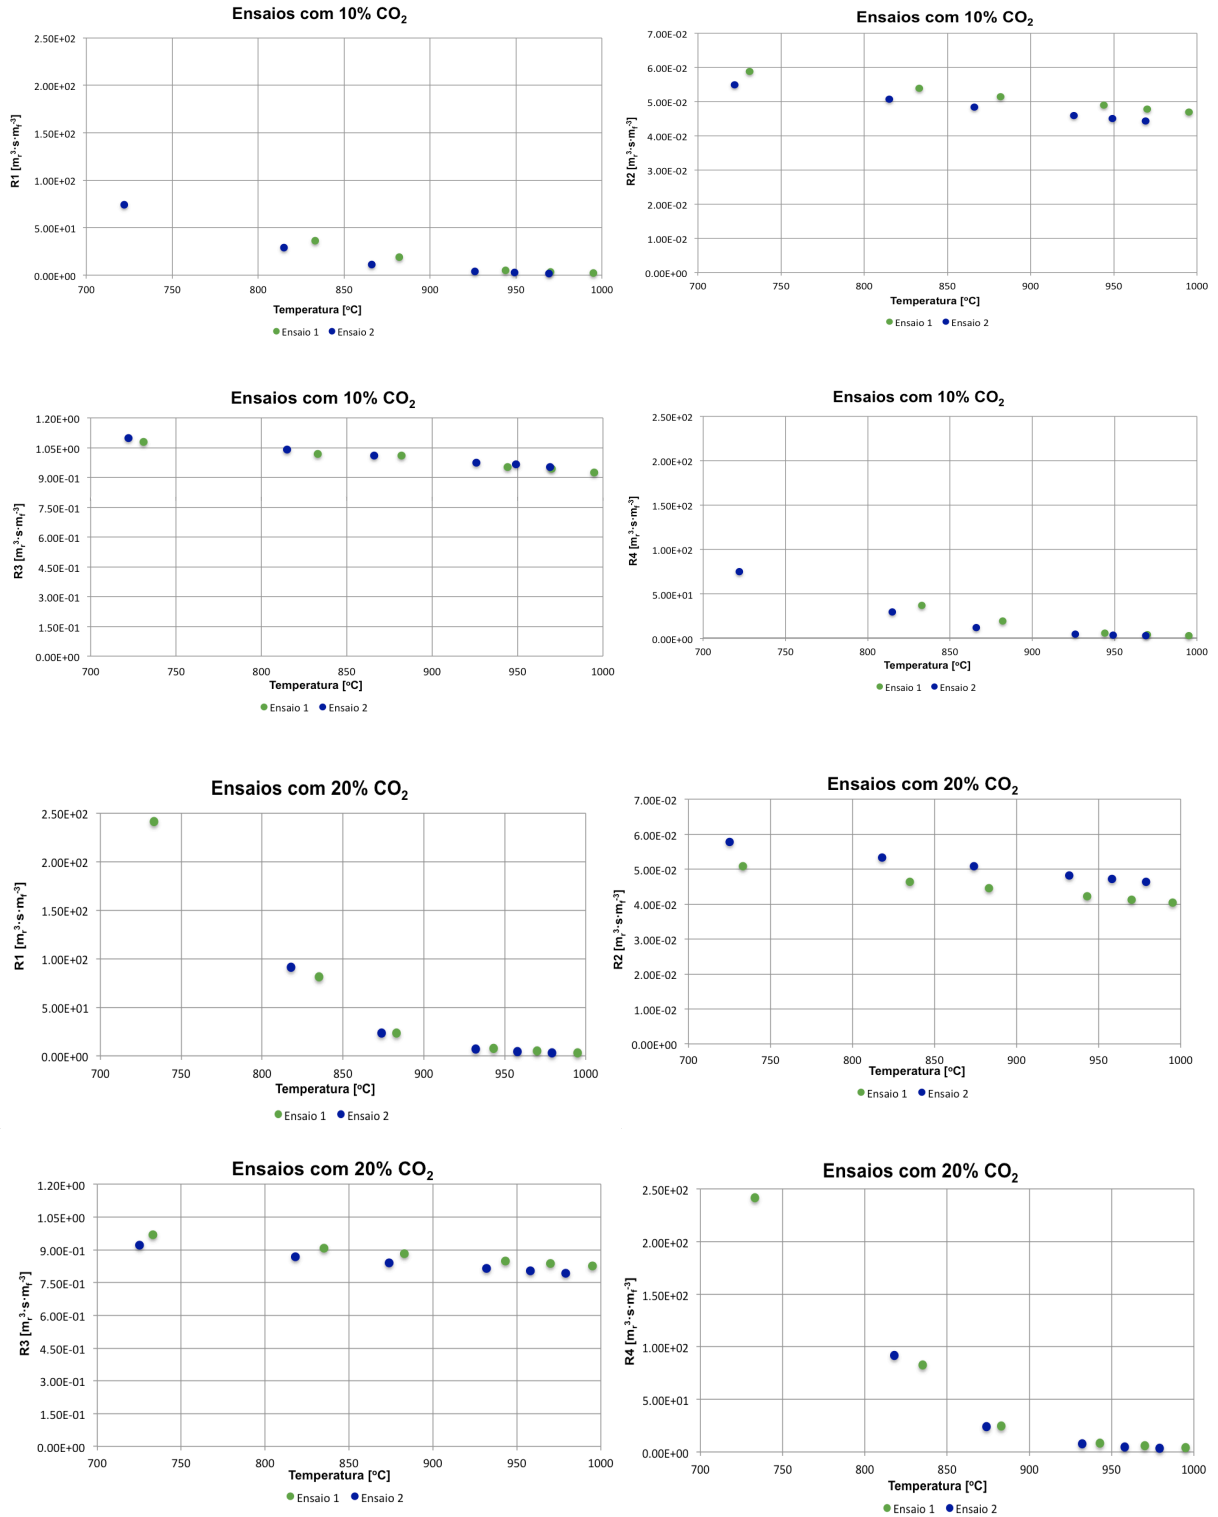 Ensaios com 10% CO2
2.50E+02
2.00E+02
1.50E+02
1.00E+02
5.00E+01
0.00E+00
R1 [mr3·s·mf-3]
700 750 800 850 900 950 1000
Temperatura [ºC]
Ensaio 1 Ensaio 2
Ensaios com 10% CO2
7.00E-02
6.00E-02
5.00E-02
4.00E-02
3.00E-02
2.00E-02
1.00E-02
0.00E+00
R2 [mr3·s·mf-3]
700 750 800 850 900 950 1000
Temperatura [ºC]
Ensaio 1 Ensaio 2
Ensaios com 10% CO2
1.20E+00
1.05E+00
9.00E-01
7.50E-01
6.00E-01
4.50E-01
3.00E-01
1.50E-01
0.00E+00
R3 [mr3·s·mf-3]
700 750 800 850 900 950 1000
Temperatura [ºC]
Ensaio 1 Ensaio 2
Ensaios com 10% CO2
2.50E+02
2.00E+02
1.50E+02
1.00E+02
5.00E+01
0.00E+00
R4 [mr3·s·mf-3]
700 750 800 850 900 950 1000
Temperatura [ºC]
Ensaio 1 Ensaio 2
Ensaios com 20% CO2
2.50E+02
2.00E+02
1.50E+02
1.00E+02
5.00E+01
0.00E+00
R1 [mr3·s·mf-3]
700 750 800 850 900 950 1000
Temperatura [ºC]
Ensaio 1 Ensaio 2
Ensaios com 20% CO2
7.00E-02
6.00E-02
5.00E-02
4.00E-02
3.00E-02
2.00E-02
1.00E-02
0.00E+00
R2 [mr3·s·mf-3]
700 750 800 850 900 950 1000
Temperatura [ºC]
Ensaio 1 Ensaio 2
Ensaios com 20% CO2
1.20E+00
1.05E+00
9.00E-01
7.50E-01
6.00E-01
4.50E-01
3.00E-01
1.50E-01
0.00E+00
R3 [mr3·s·mf-3]
700 750 800 850 900 950 1000
Temperatura [ºC]
Ensaio 1 Ensaio 2
Ensaios com 20% CO2
2.50E+02
2.00E+02
1.50E+02
1.00E+02
5.00E+01
0.00E+00
R4 [mr3·s·mf-3]
700 750 800 850 900 950 1000
Temperatura [ºC]
Ensaio 1 Ensaio 2